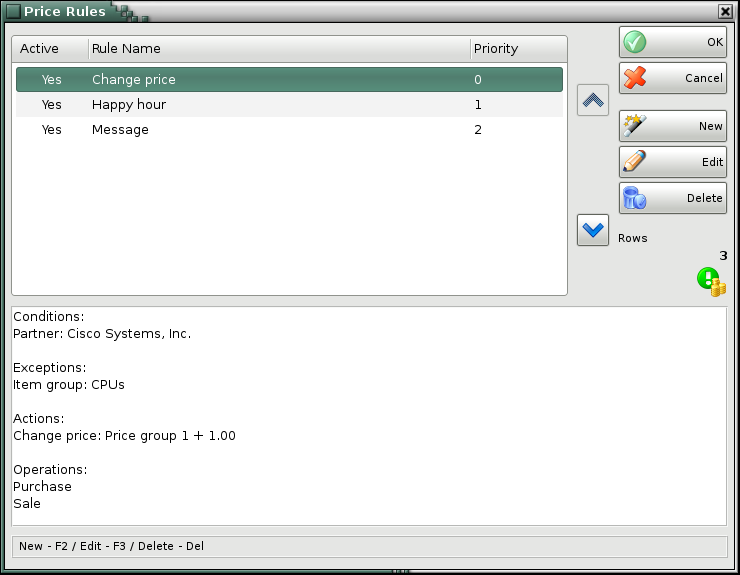 Price Rules
Active Rule Name Priority
Yes Change price 0
Yes Happy hour 1
Yes Message 2
OK
Cancel
New
Edit
Delete
Rows
3
Conditions:
Partner: Cisco Systems, Inc.
Exceptions:
Item group: CPUs
Actions:
Change price: Price group 1 + 1.00
Operations:
Purchase
Sale
New - F2 / Edit - F3 / Delete - Del